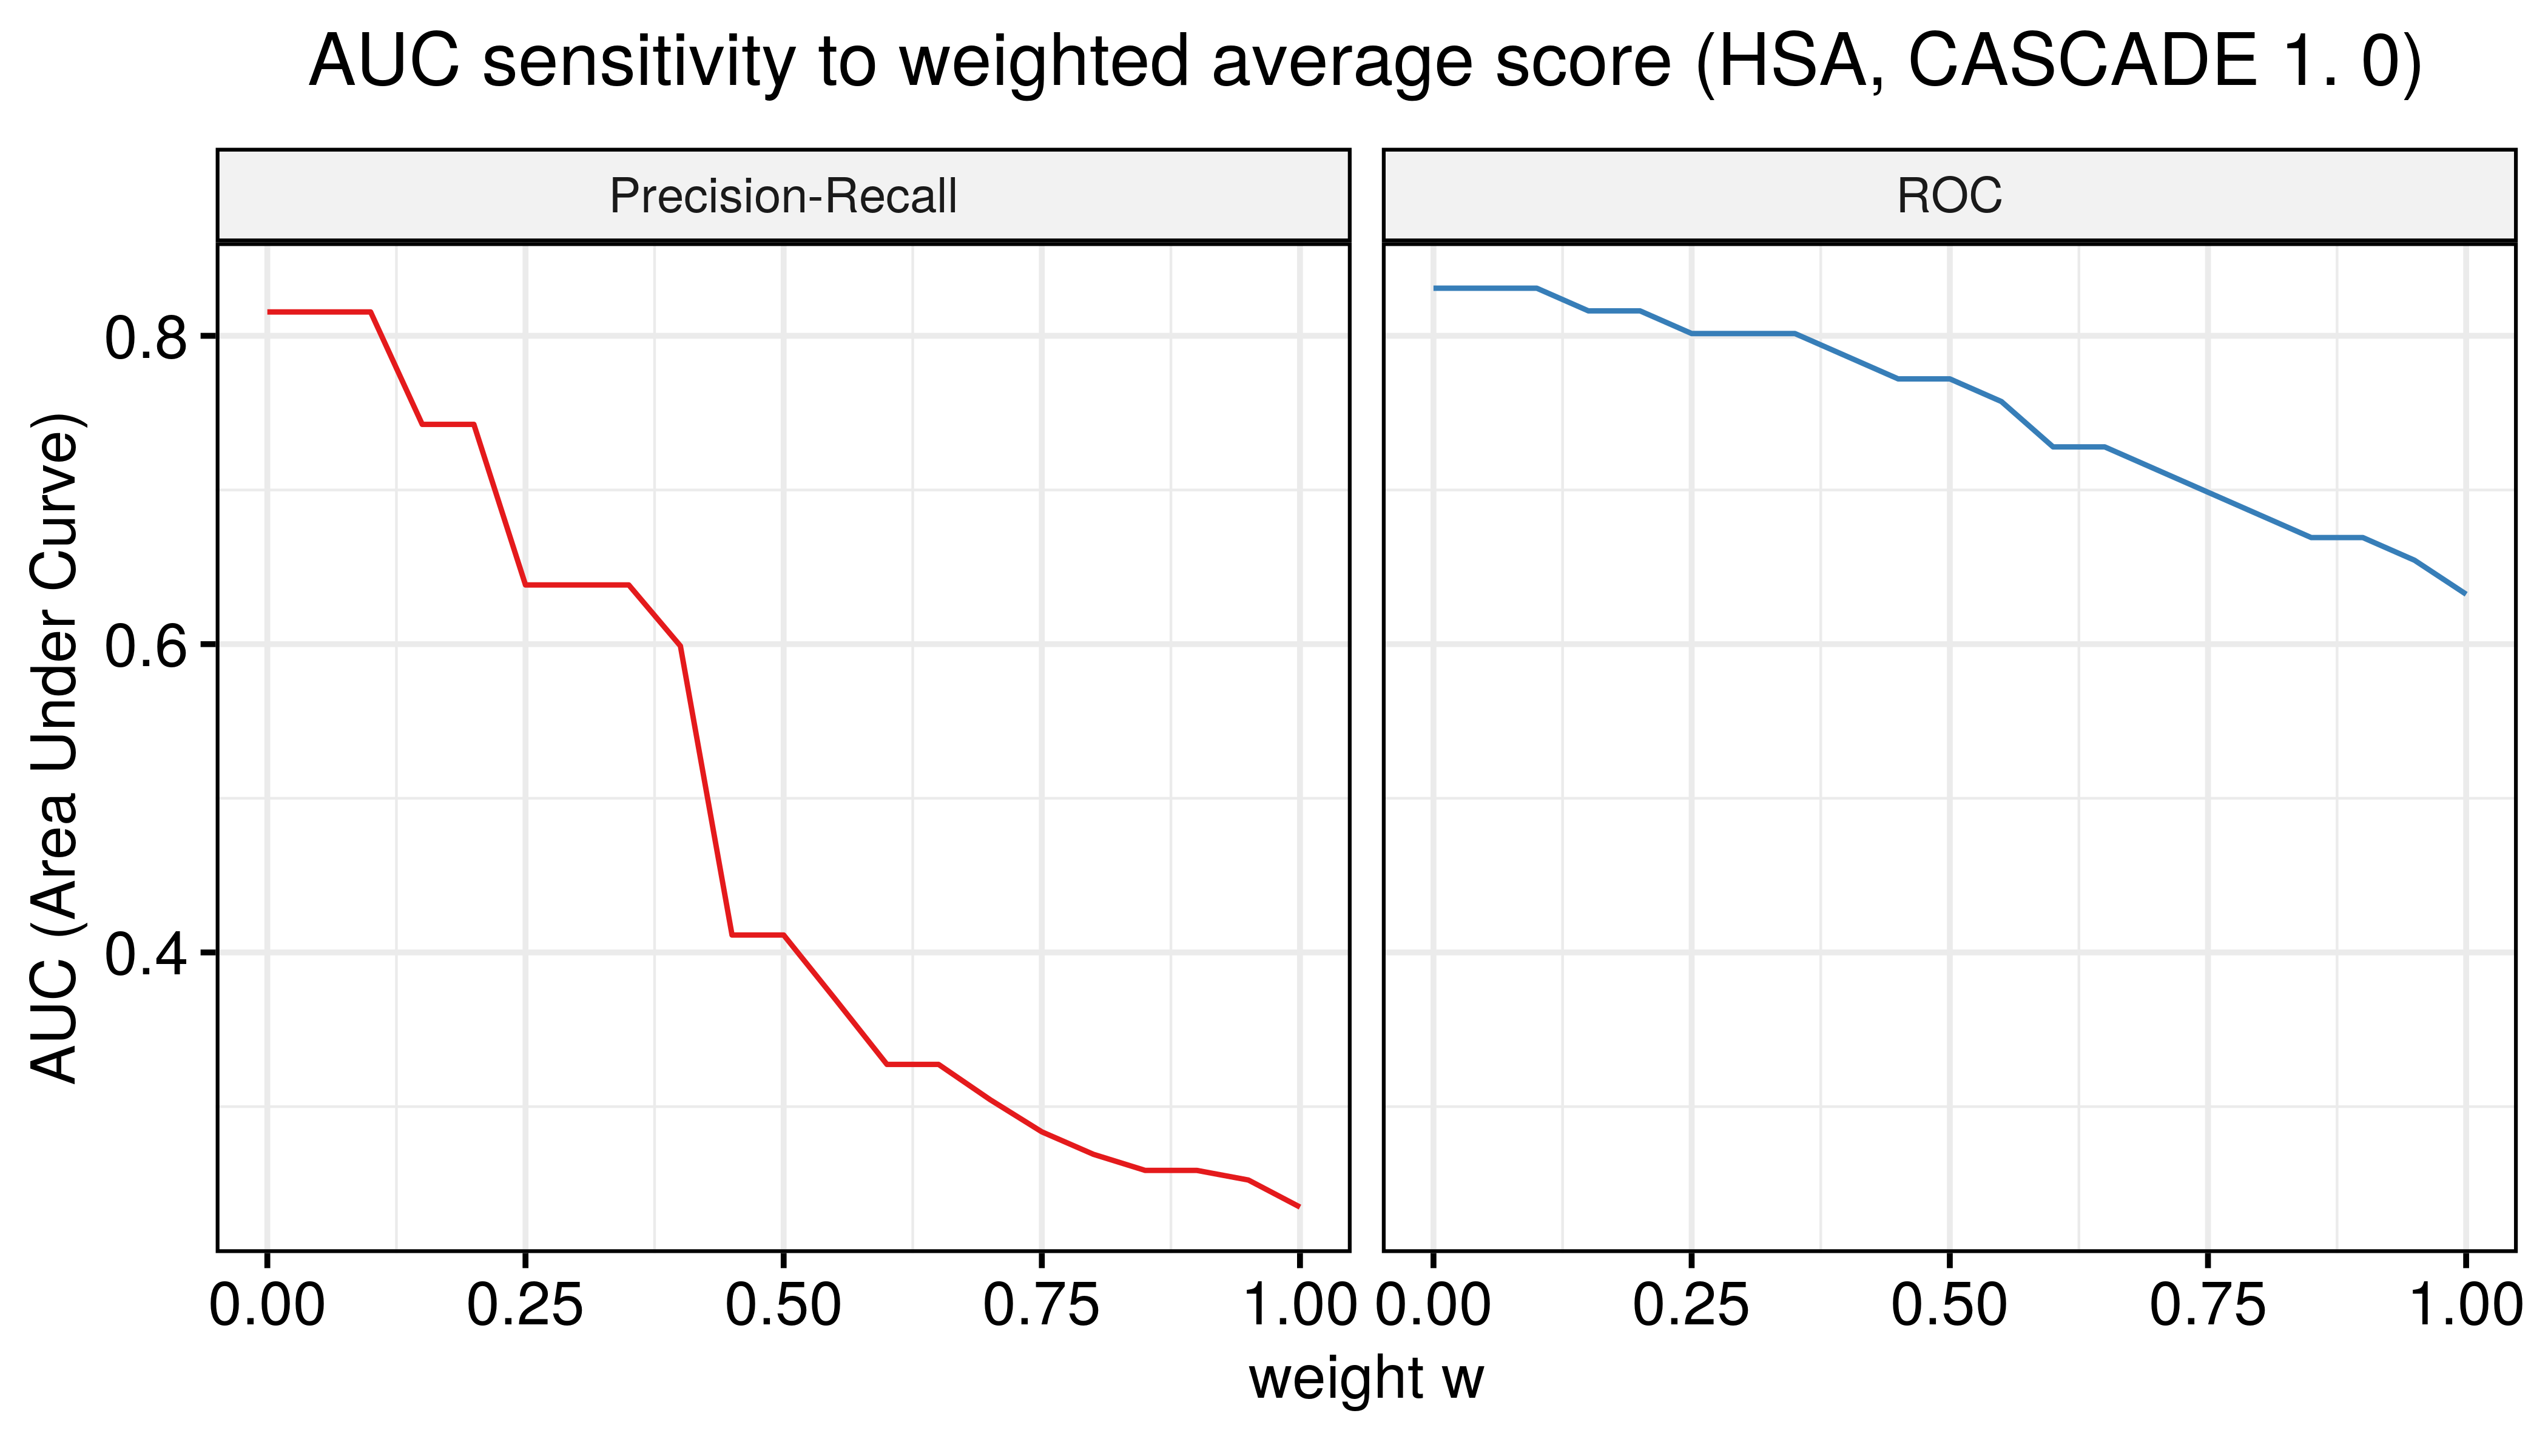 AUC sensitivity to weighted average score (HSA, CASCADE 1. 0)
Precision-Recall
ROC
AUC (Area Under Curve)
0.8
0.6
0.4
0.00 0.25 0.50 0.75 1.00
0.00 0.25 0.50 0.75 1.00
weight w